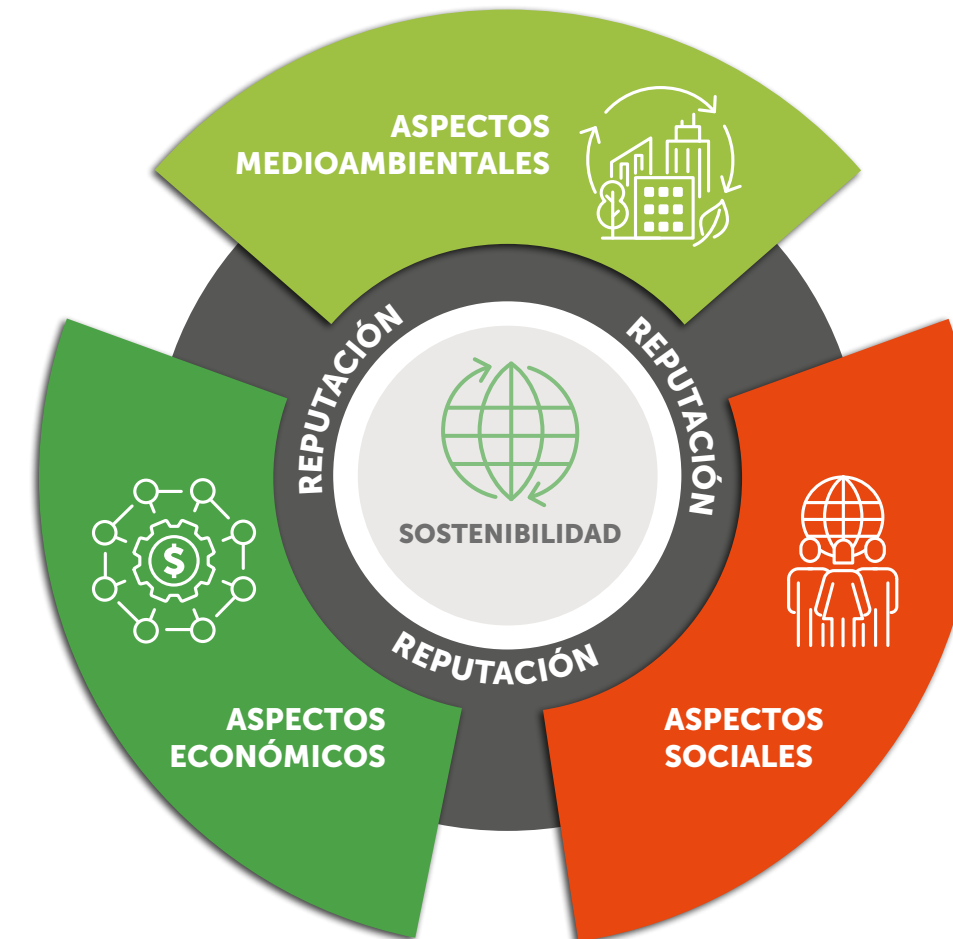 ASPECTOS
MEDIOAMBIENTALES
REPUTACIÓN
REPUTACIÓN
SOSTENIBILIDAD
REPUTACIÓN
$
ASPECTOS
ECONÓMICOS
ASPECTOS
SOCIALES